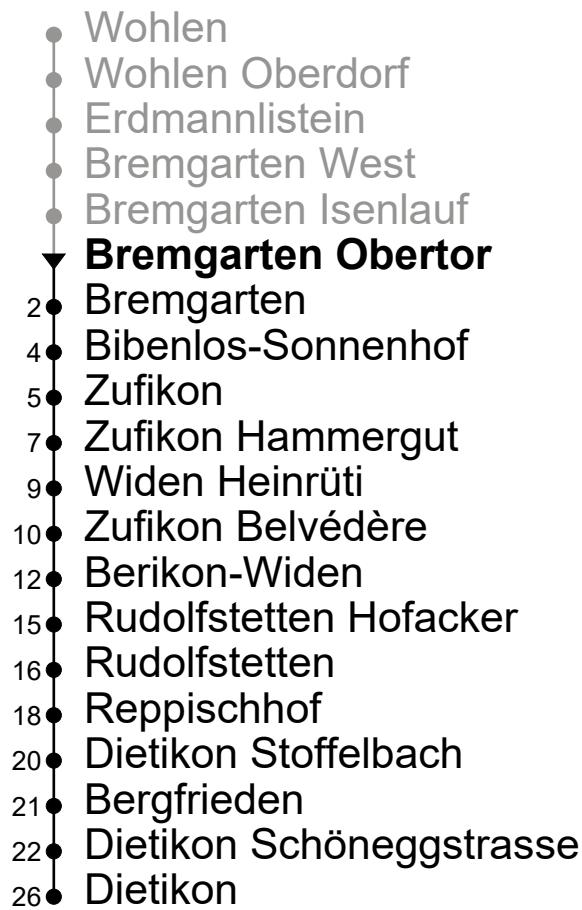 Wohlen
Wohlen Oberdorf
Erdmannlistein
Bremgarten West
Bremgarten Isenlauf
Bremgarten Obertor
2 Bremgarten
4 Bibenlos-Sonnenhof
5 Zufikon
7 Zufikon Hammergut
9 Widen Heinrüti
10 Zufikon Belvédère
12 Berikon-Widen
15 Rudolfstetten Hofacker
16 Rudolfstetten
18 Reppischhof
20 Dietikon Stoffelbach
21 Bergfrieden
22 Dietikon Schöneggstrasse
26 Dietikon